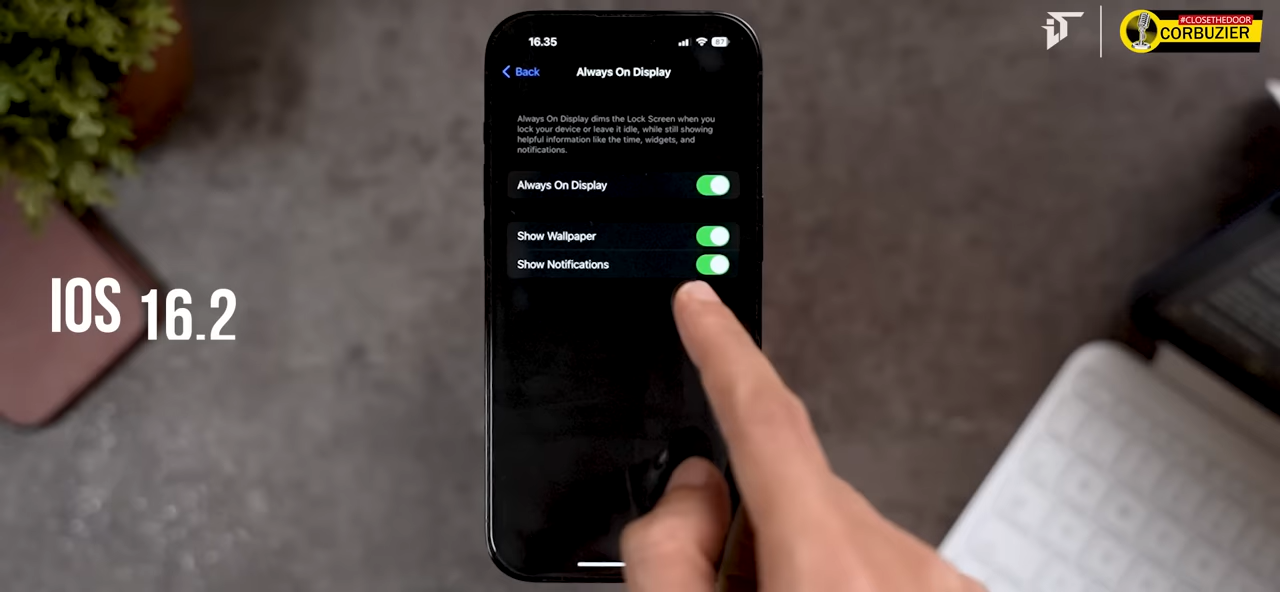 #CLOSETHEDOOR
CORBUZIER
16.35
87
Back
Always On Display
Always On Display dims the Lock Screen when you
lock your device or leave it idle, while still showing
helpful information like the time, widgets, and
notifications.
Always On Display
Show Wallpaper
Show Notifications
IOS 16.2